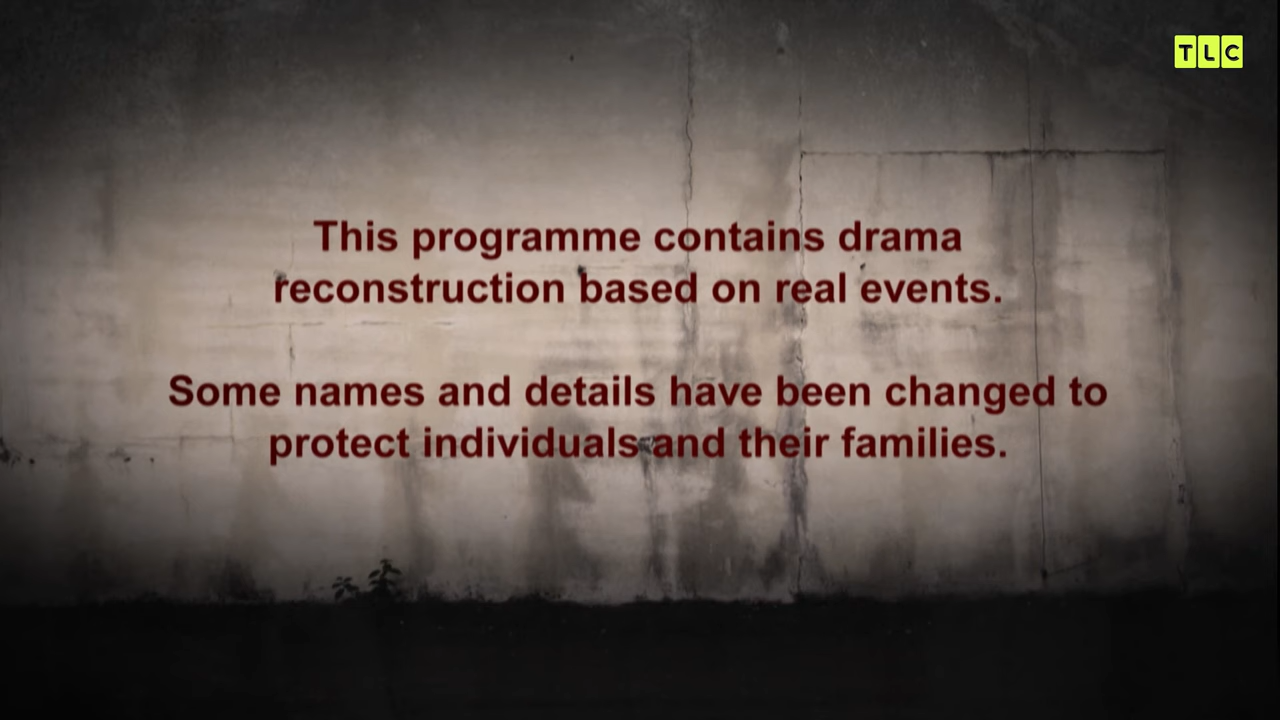 TLC
This programme contains drama
reconstruction based on real events.
Some names and details have been changed to
protect individuals and their families.